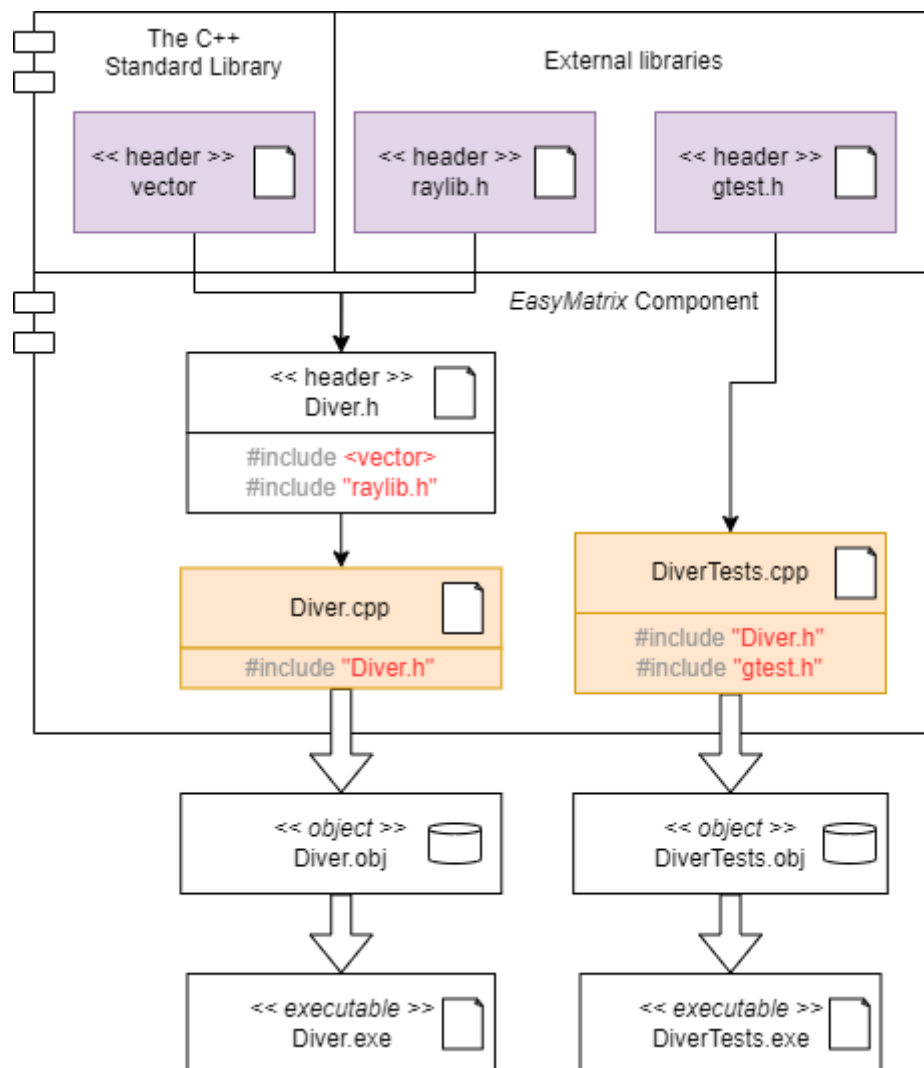 The C++
Standard Library
External libraries
<< header >>
vector
<< header >>
raylib.h
<< header >>
gtest.h
EasyMatrix Component
<< header >>
Diver.h
#include <vector>
#include "raylib.h"
Diver.cpp
#include "Diver.h"
DiverTests.cpp
#include "Diver.h"
#include "gtest.h"
<< object >>
Diver.obj
<< object >>
DiverTests.obj
<< executable >>
Diver.exe
<< executable >>
DiverTests.exe